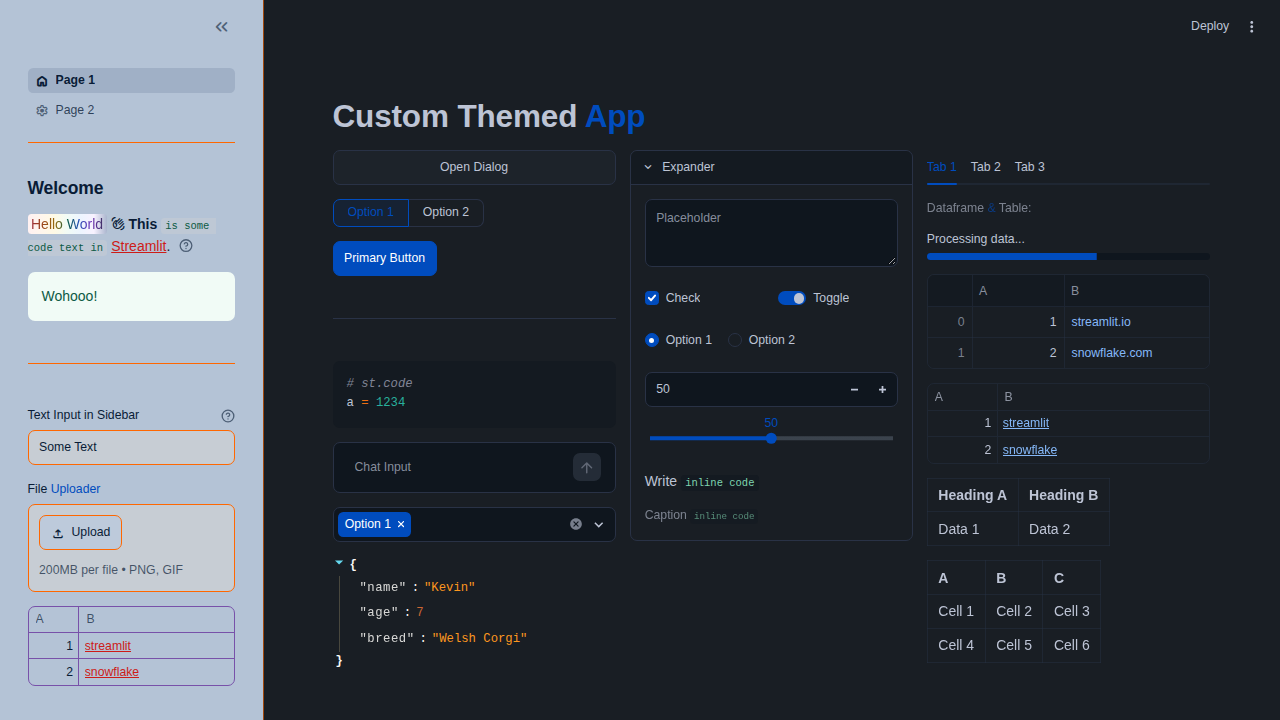 Deploy
Page 1
Page 2
Welcome
Hello World This is some
code text in Streamlit.
Wohooo!
Text Input in Sidebar
Some Text
File Uploader
Upload
200MB per file • PNG, GIF
A B
1 streamlit
2 snowflake
Custom Themed App
Open Dialog
Option 1 Option 2
Primary Button
# st.code
a = 1234
Chat Input
Option 1
{
"name" : "Kevin"
"age" : 7
"breed" : "Welsh Corgi"
}
Expander
Placeholder
Check Toggle
Option 1 Option 2
50
50
Write inline code
Caption inline code
Tab 1 Tab 2 Tab 3
Dataframe & Table:
Processing data...
A B
0 1 streamlit.io
1 2 snowflake.com
A B
1 streamlit
2 snowflake
Heading A Heading B
Data 1 Data 2
A B C
Cell 1 Cell 2 Cell 3
Cell 4 Cell 5 Cell 6